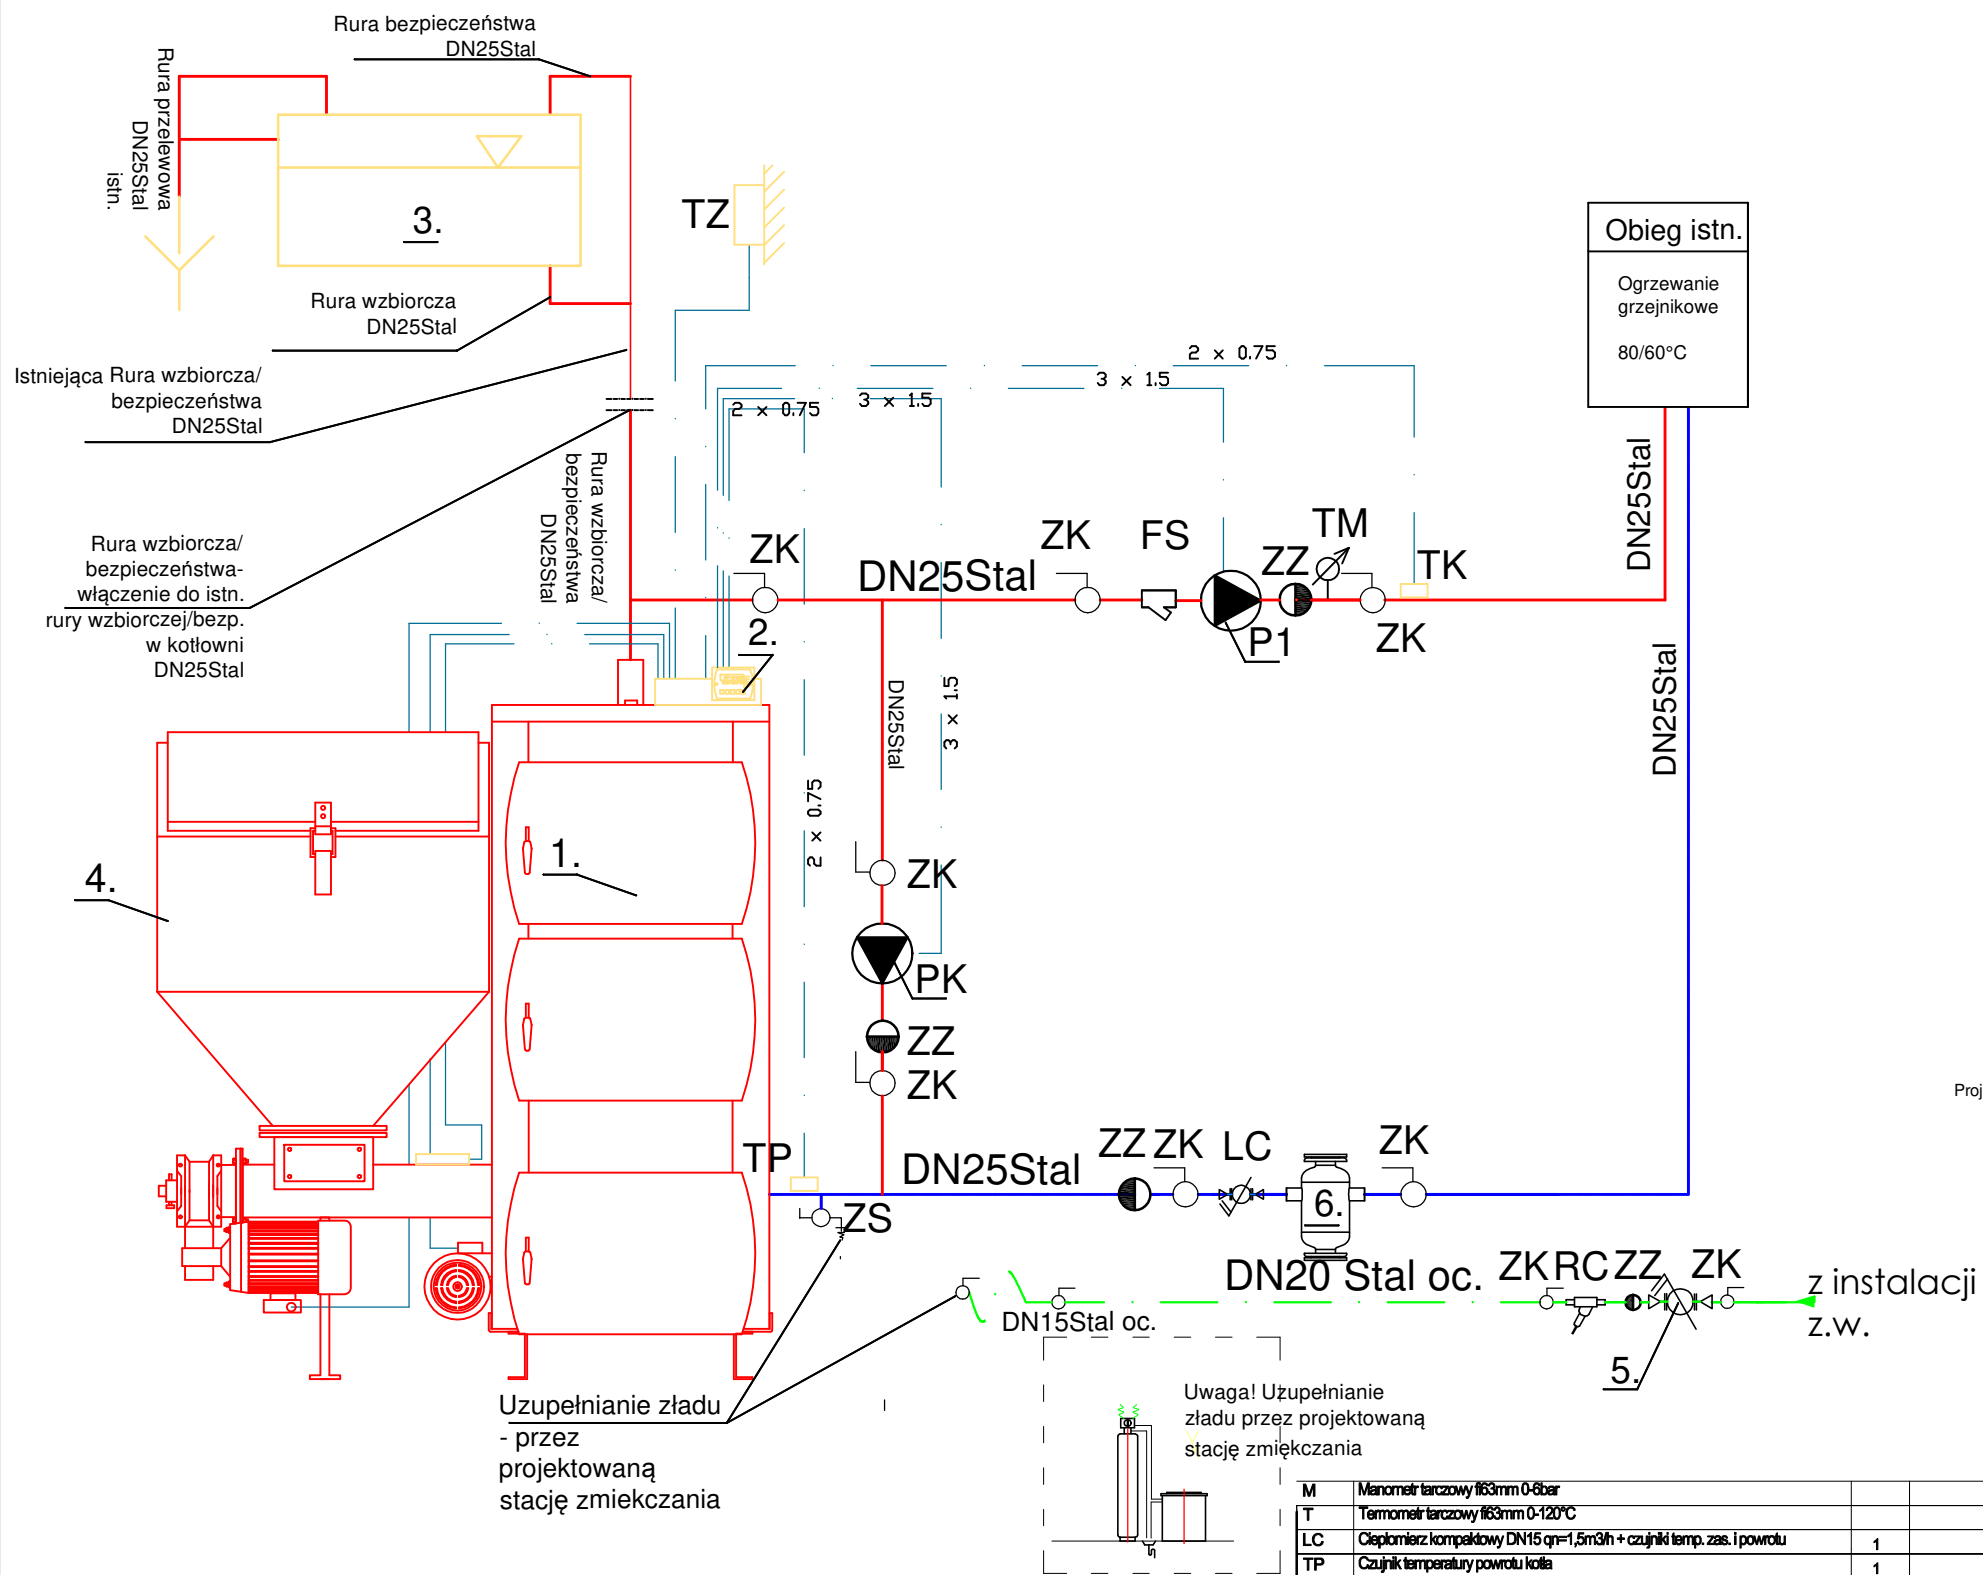 Rura bezpieczeństwa
DN25Stal
Rura przelewowa
DN25Stal
istn.
3.
TZ
Obieg istn.
Ogrzewanie
grzejnikowe
80/60°C
Rura wzbiorcza
DN25Stal
Istniejąca Rura wzbiorcza/
bezpieczeństwa
DN25Stal
2 x 0.75
3 x 1.5
2 x 0.75
3 x 1.5
Rura wzbiorcza/
bezpieczeństwa
DN25Stal
Rura wzbiorcza/
bezpieczeństwa-
włączenie do istn.
rury wzbiorczej/bezp.
w kotłowni
DN25Stal
ZK
DN25Stal
ZK
FS
ZZ
TM
TK
P1
ZK
DN25Stal
DN25Stal
2.
DN25Stal
3 x 1.5
2 x 0.75
4.
1.
ZK
PK
ZZ
ZK
TP
DN25Stal
ZZ
ZK
LC
ZK
6.
ZS
Proj
DN20 Stal oc.
ZK
RC
ZZ
ZK
z instalacji
z.w.
DN15Stal oc.
5.
Uzupełnianie zładu
- przez
projektowaną
stację zmiekczania
Uwaga! Uzupełnianie
zładu przez projektowaną
stację zmiękczania
M Manometr tarczowy fi63mm 0-6bar
T Termometr tarczowy fi63mm 0-120°C
LC Ciepłomierz kompaktowy DN15 qn=1,5m3/h + czujniki temp. zas. i powrotu 1
TP Czujnik temperatury powrotu kotła 1